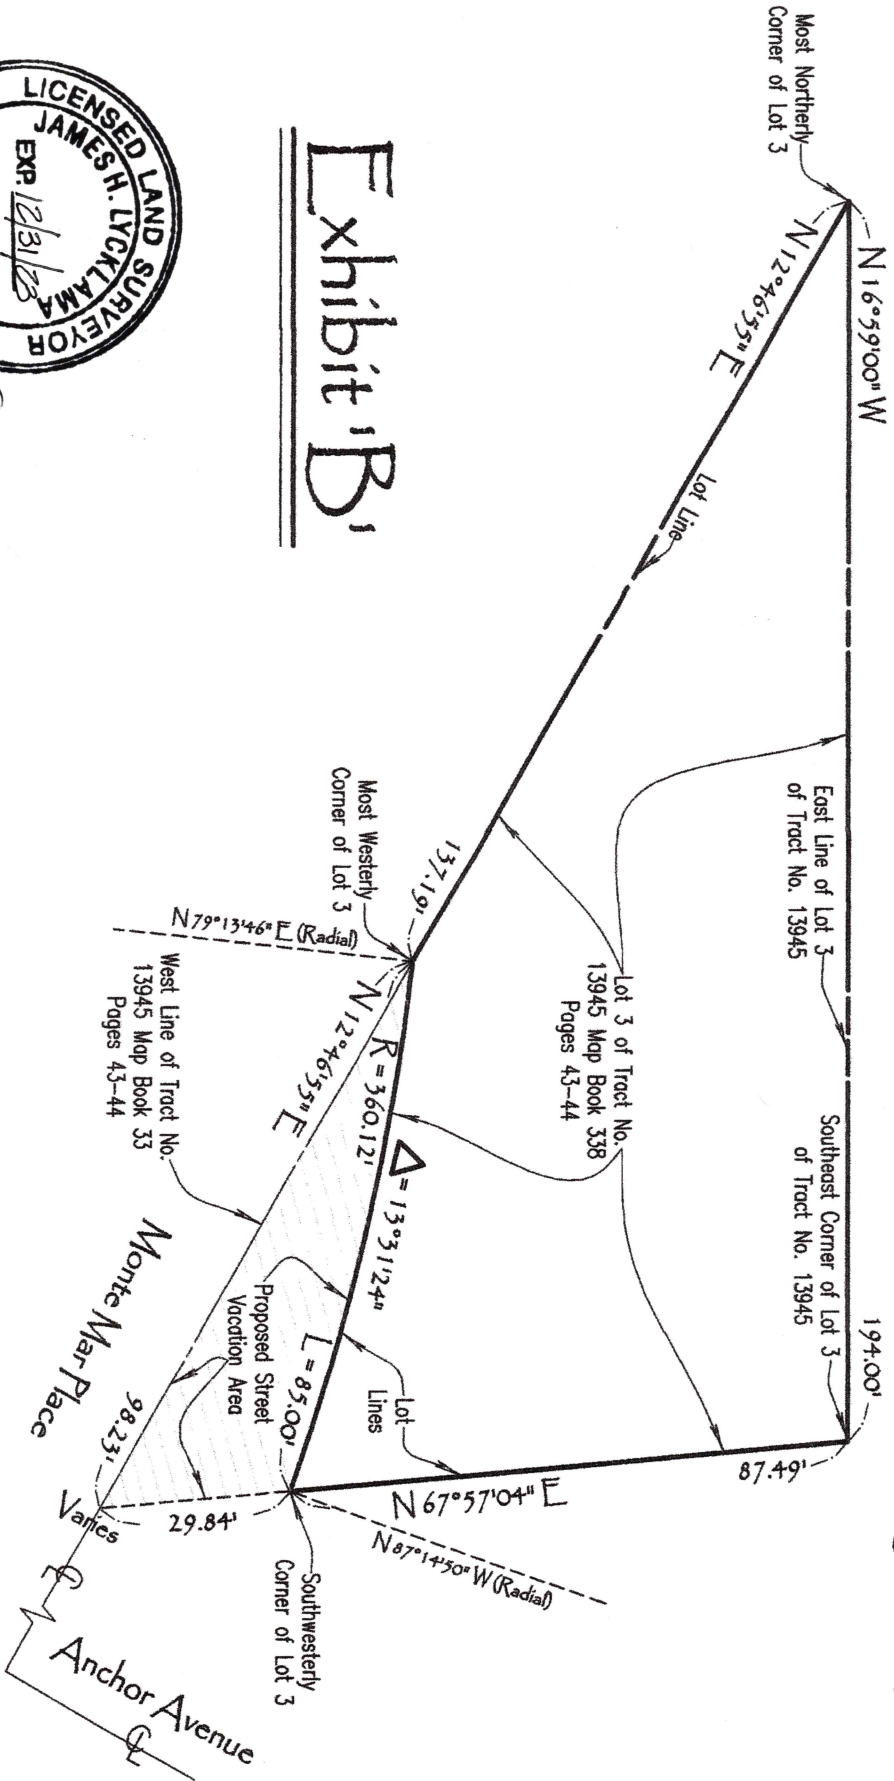 Most Northerly
Corner of Lot 3
N 16°59'00" W
194.00'
N 12°46'55" E
Lot Line
East Line of Lot 3
of Tract No. 13945
Southeast Corner of Lot 3
of Tract No. 13945
Exhibit 'B'
137.19'
Most Westerly
Corner of Lot 3
N 79°13'46" E (Radial)
Lot 3 of Tract No.
13945 Map Book 338
Pages 43-44
87.49'
N 67°57'04" E
R = 360.12'
Δ = 13°31'24"
L = 85.00'
Lot
Lines
N 12°46'55" E
West Line of Tract No.
13945 Map Book 33
Pages 43-44
Proposed Street
Vacation Area
98.23'
Monte Mar Place
Varies
29.84'
N 87°14'50" W (Radial)
Southwesterly
Corner of Lot 3
Anchor Avenue
LICENSED LAND SURVEYOR
JAMES H. LYCKLAMA
EXP. 12/31/23